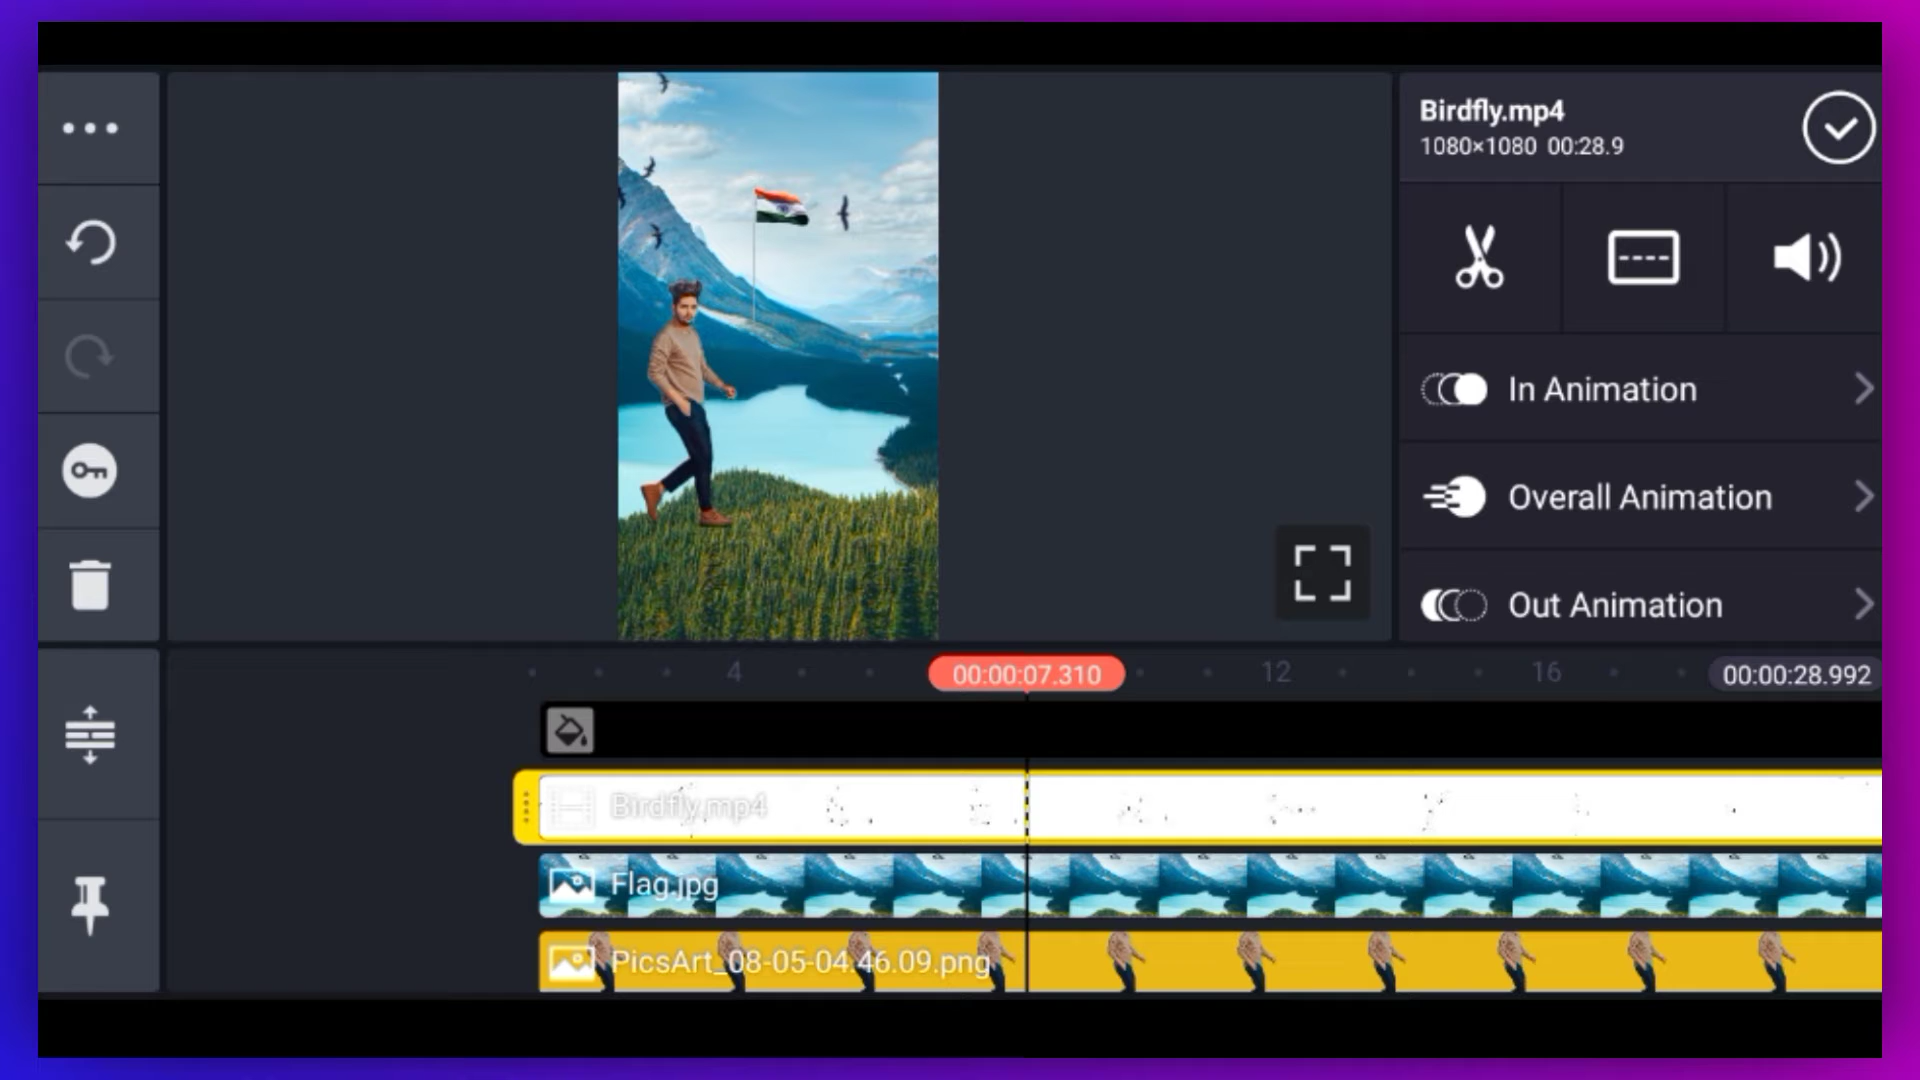 Birdfly.mp4
1080×1080 00:28.9
In Animation
Overall Animation
Out Animation
4
00:00:07.310
12
16
00:00:28.992
Birdfly.mp4
Flag.jpg
PicsArt_08-05-04.46.09.png